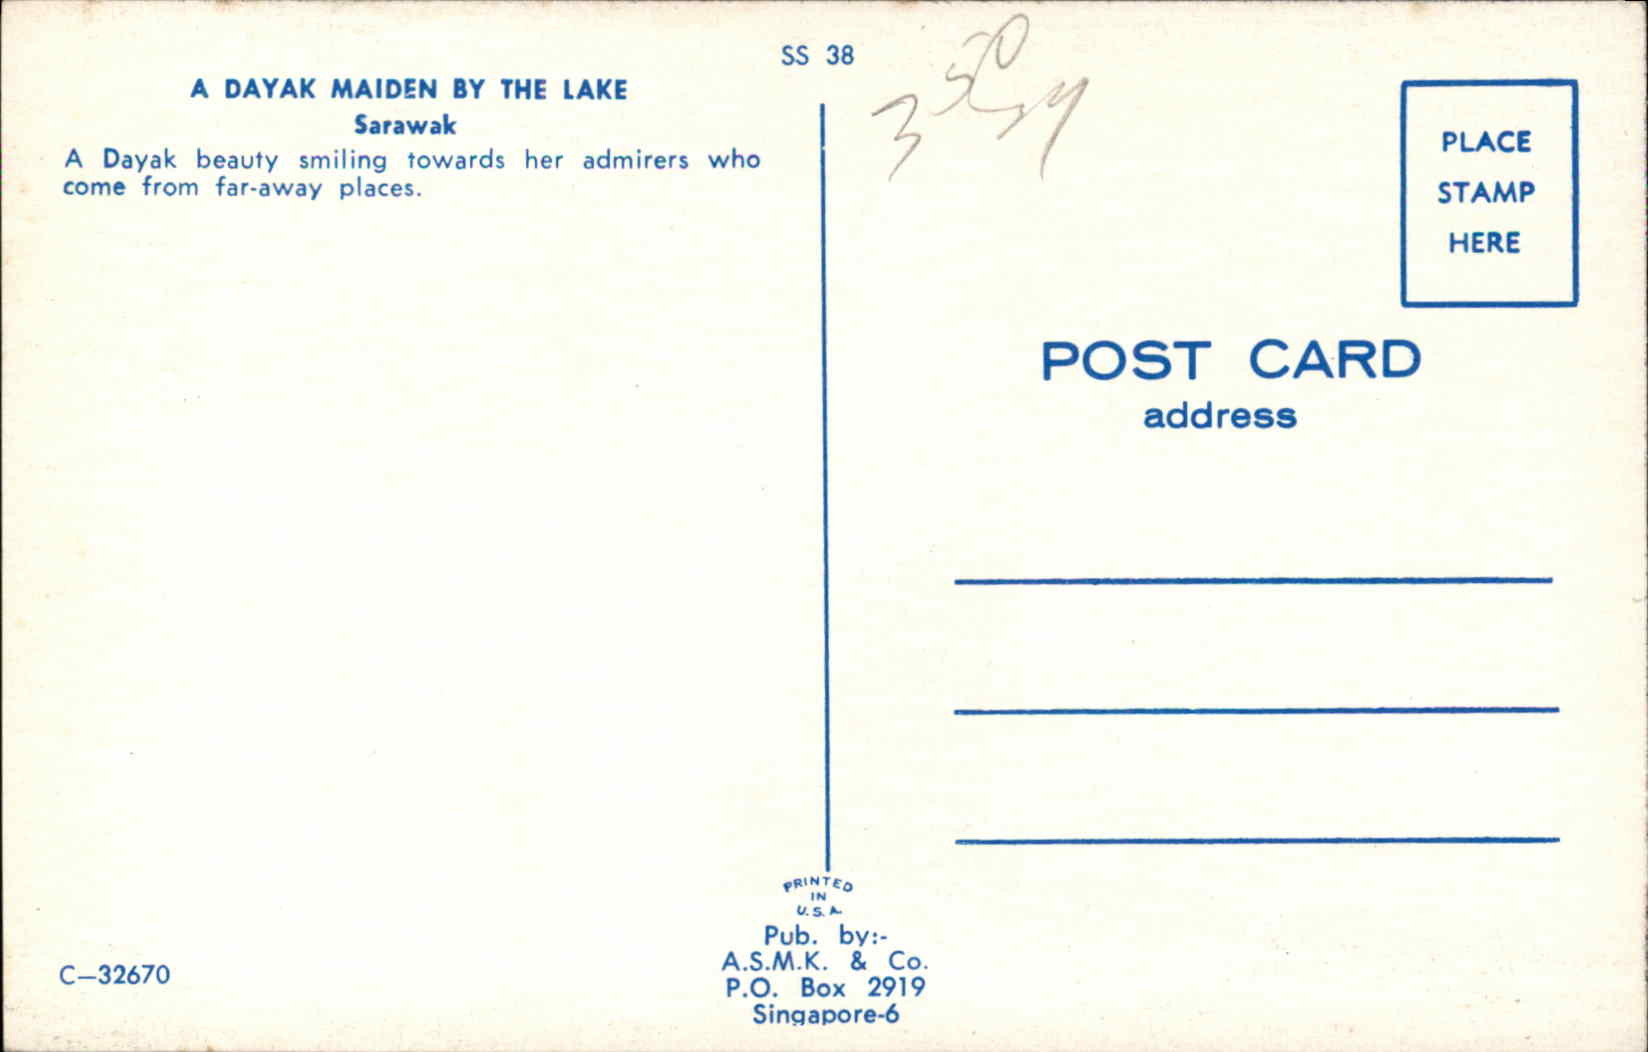 SS 38
A DAYAK MAIDEN BY THE LAKE
Sarawak
A Dayak beauty smiling towards her admirers who
come from far-away places.
PLACE
STAMP
HERE
POST CARD
address
PRINTED
IN
U.S.A.
Pub. by:-
A.S.M.K. & Co.
P.O. Box 2919
Singapore-6
C—32670